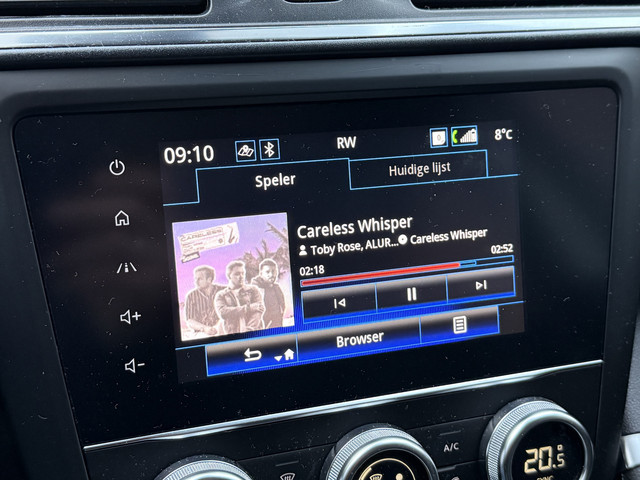 09:10
RW
8°C
Speler
Huidige lijst
CARELESS
Careless Whisper
Toby Rose, ALUR... Careless Whisper
02:18
02:52
Browser
A/C
20.5